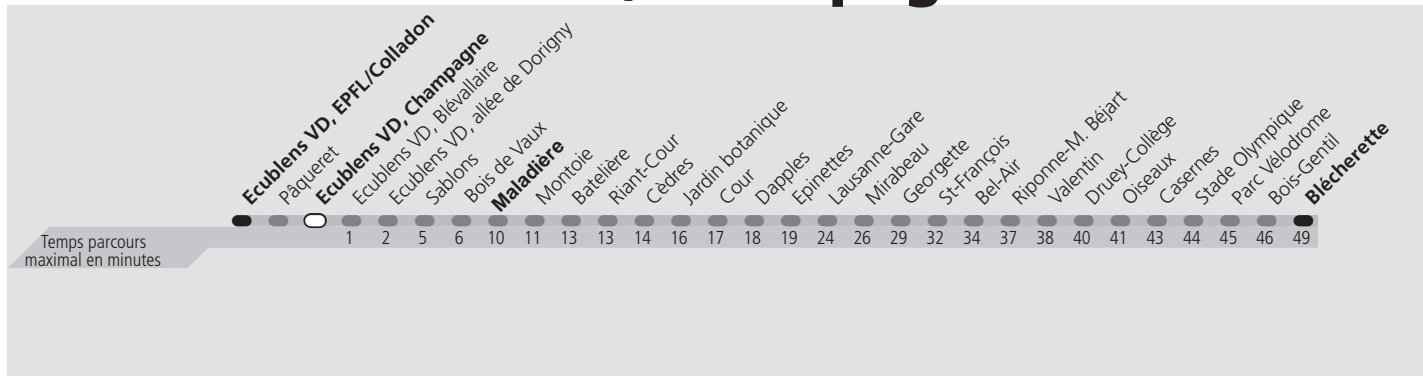 Ecublens VD, EPFL/Colladon
Pâqueret
Ecublens VD, Champagne
Ecublens VD, Blévallaire
Ecublens VD, allée de Dorigny
Sablons
Bois de Vaux
Maladière
Montoie
Batelière
Riant-Cour
Cèdres
Jardin botanique
Cour
Dapples
Epinettes
Lausanne-Gare
Mirabeau
Georgette
St-François
Bel-Air
Riponne-M. Béjart
Valentin
Druey-Collège
Oiseaux
Casernes
Stade Olympique
Parc Vélodrome
Bois-Gentil
Blécherette
Temps parcours
maximal en minutes
1 2 5 6 10 11 13 13 14 16 17 18 19 24 26 29 32 34 37 38 40 41 43 44 45 46 49